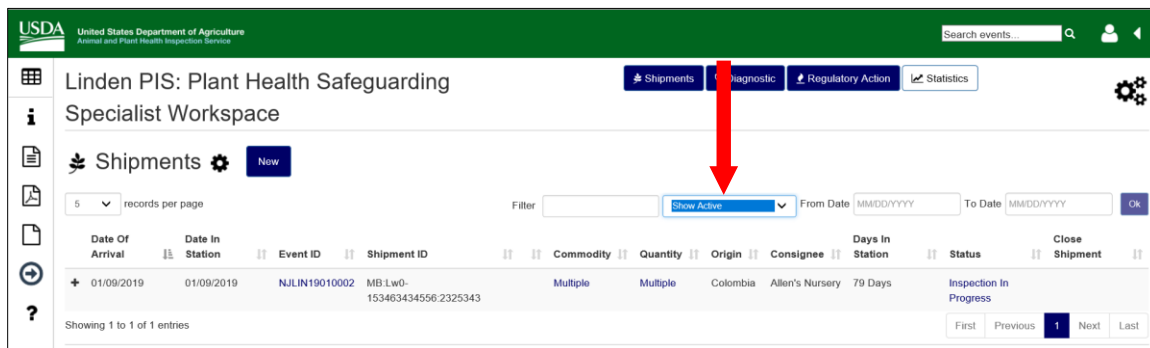 USDA
United States Department of Agriculture
Animal and Plant Health Inspection Service
Search events...
Linden PIS: Plant Health Safeguarding
Specialist Workspace
Shipments
Diagnostic
Regulatory Action
Statistics
Shipments
New
5 records per page
Filter
Show Active
From Date MM/DD/YYYY
To Date MM/DD/YYYY
Ok
Date Of Arrival
Date In Station
Event ID
Shipment ID
Commodity
Quantity
Origin
Consignee
Days In Station
Status
Close Shipment
+ 01/09/2019
01/09/2019
NJLIN19010002
MB:Lw0-
153463434556:2325343
Multiple
Multiple
Colombia
Allen's Nursery
79 Days
Inspection In
Progress
Showing 1 to 1 of 1 entries
First Previous 1 Next Last
i
?